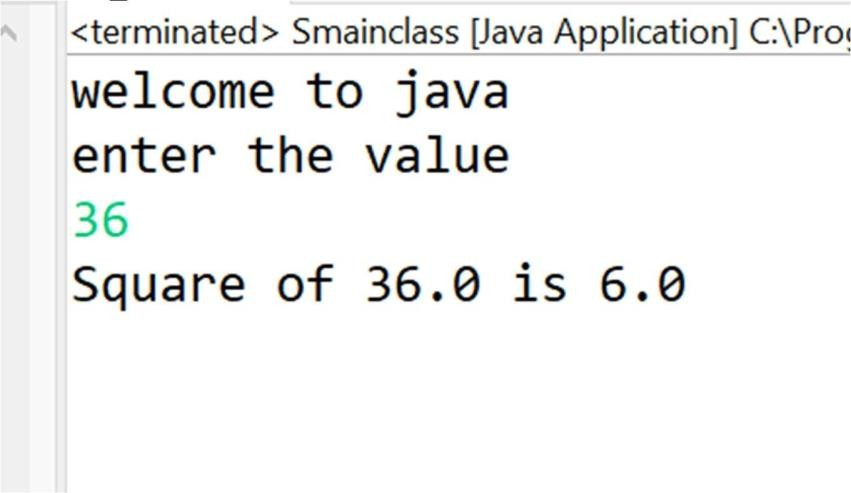 <terminated> Smainclass [Java Application] C:\Prog
welcome to java
enter the value
36
Square of 36.0 is 6.0